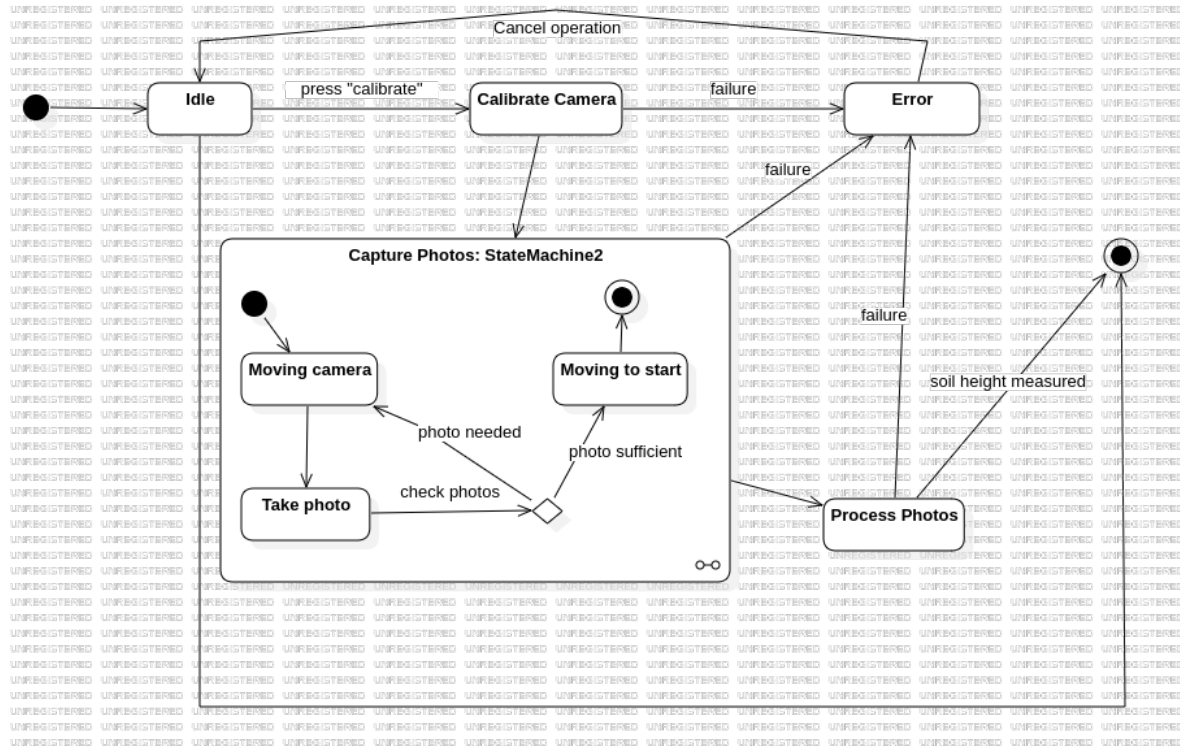 Cancel operation
Idle
press "calibrate"
Calibrate Camera
failure
Error
failure
Capture Photos: StateMachine2
Moving camera
Moving to start
failure
soil height measured
photo needed
photo sufficient
Take photo
check photos
Process Photos
UNREGISTERED